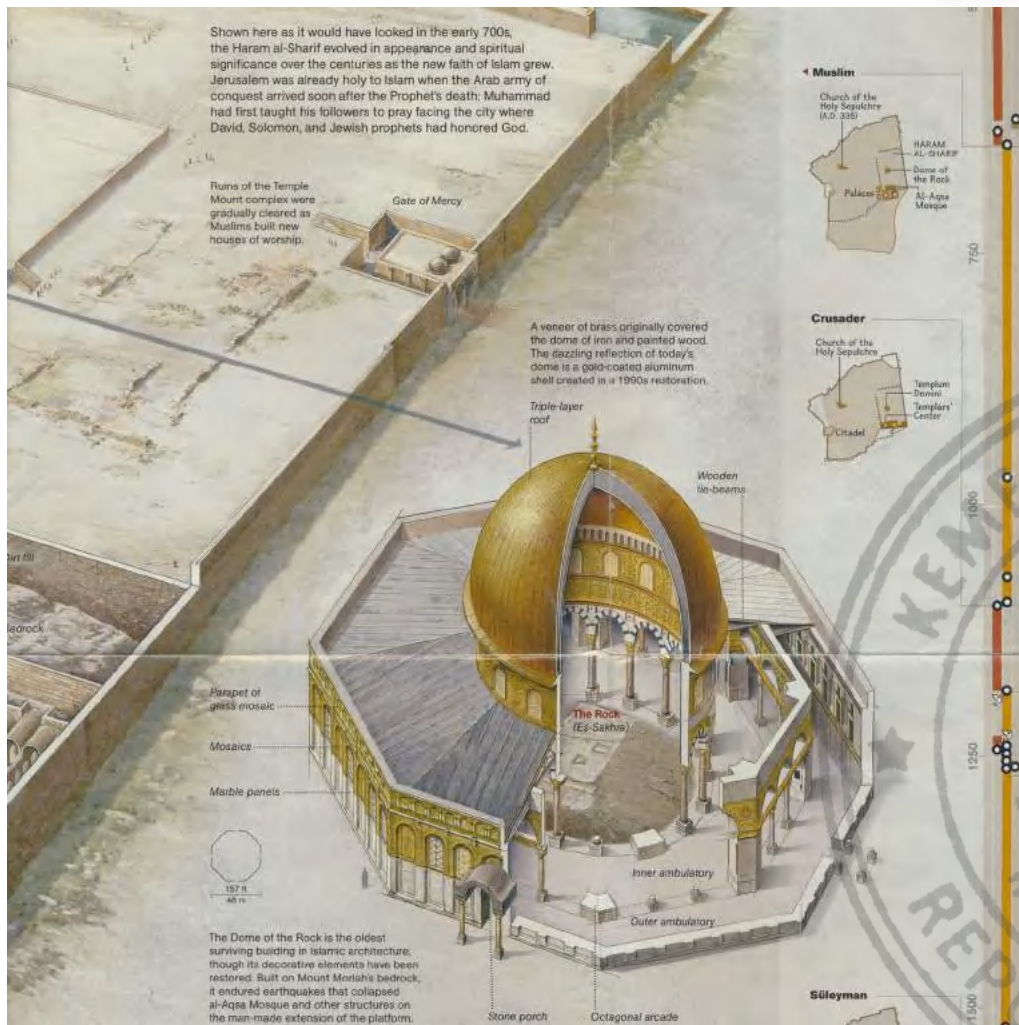 Shown here as it would have looked in the early 700s,
the Haram al-Sharif evolved in appearance and spiritual
significance over the centuries as the new faith of Islam grew.
Jerusalem was already holy to Islam when the Arab army of
conquest arrived soon after the Prophet's death: Muhammad
had first taught his followers to pray facing the city where
David, Solomon, and Jewish prophets had honored God.
Ruins of the Temple
Mount complex were
gradually cleared as
Muslims built new
houses of worship.
Gate of Mercy
A veneer of brass originally covered
the dome of iron and painted wood.
The dazzling reflection of today's
dome is a gold-coated aluminum
shell created in a 1990s restoration.
Triple-layer
roof
Wooden
tie-beams
fill
Parapet of
glass mosaic
Mosaics
Marble panels
The Rock
(Es-Sakhra)
Inner ambulatory
Outer ambulatory
157 ft
48 m
The Dome of the Rock is the oldest
surviving building in Islamic architecture,
though its decorative elements have been
restored. Built on Mount Moriah's bedrock,
it endured earthquakes that collapsed
al-Aqsa Mosque and other structures on
the man-made extension of the platform.
Stone porch
Octagonal arcade
Muslim
Church of the
Holy Sepulchre
(A.D. 335)
HARAM
AL-SHARIF
Dome of
the Rock
Palaces
Al-Aqsa
Mosque
750
Crusader
Church of the
Holy Sepulchre
Templum
Domini
Templars'
Center
Citadel
1000
1250
Süleyman
1500
KEM
REP